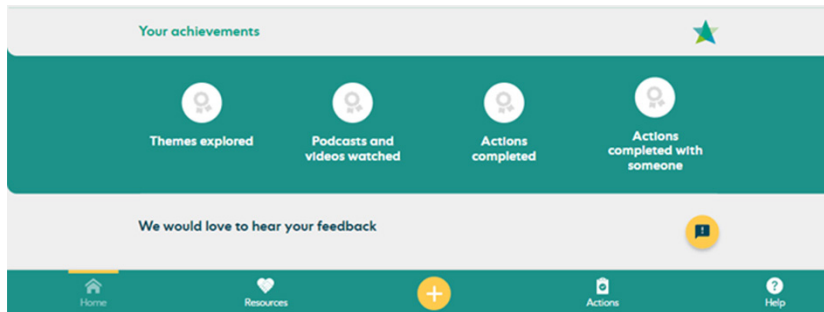 Your achievements
Themes explored
Podcasts and
videos watched
Actions
completed
Actions
completed with
someone
We would love to hear your feedback
Home
Resources
Actions
Help